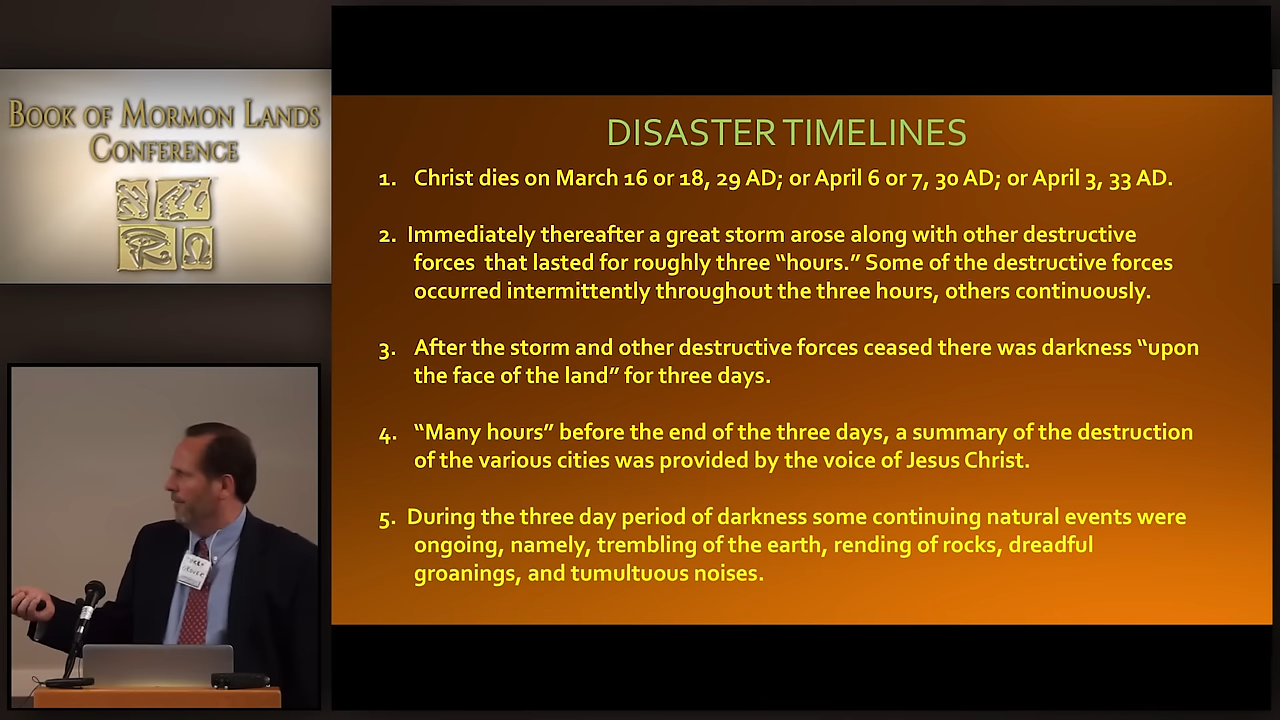 BOOK OF MORMON LANDS
CONFERENCE
DISASTER TIMELINES
1. Christ dies on March 16 or 18, 29 AD; or April 6 or 7, 30 AD; or April 3, 33 AD.
2. Immediately thereafter a great storm arose along with other destructive
forces that lasted for roughly three “hours.” Some of the destructive forces
occurred intermittently throughout the three hours, others continuously.
3. After the storm and other destructive forces ceased there was darkness “upon
the face of the land” for three days.
4. “Many hours” before the end of the three days, a summary of the destruction
of the various cities was provided by the voice of Jesus Christ.
5. During the three day period of darkness some continuing natural events were
ongoing, namely, trembling of the earth, rending of rocks, dreadful
groanings, and tumultuous noises.